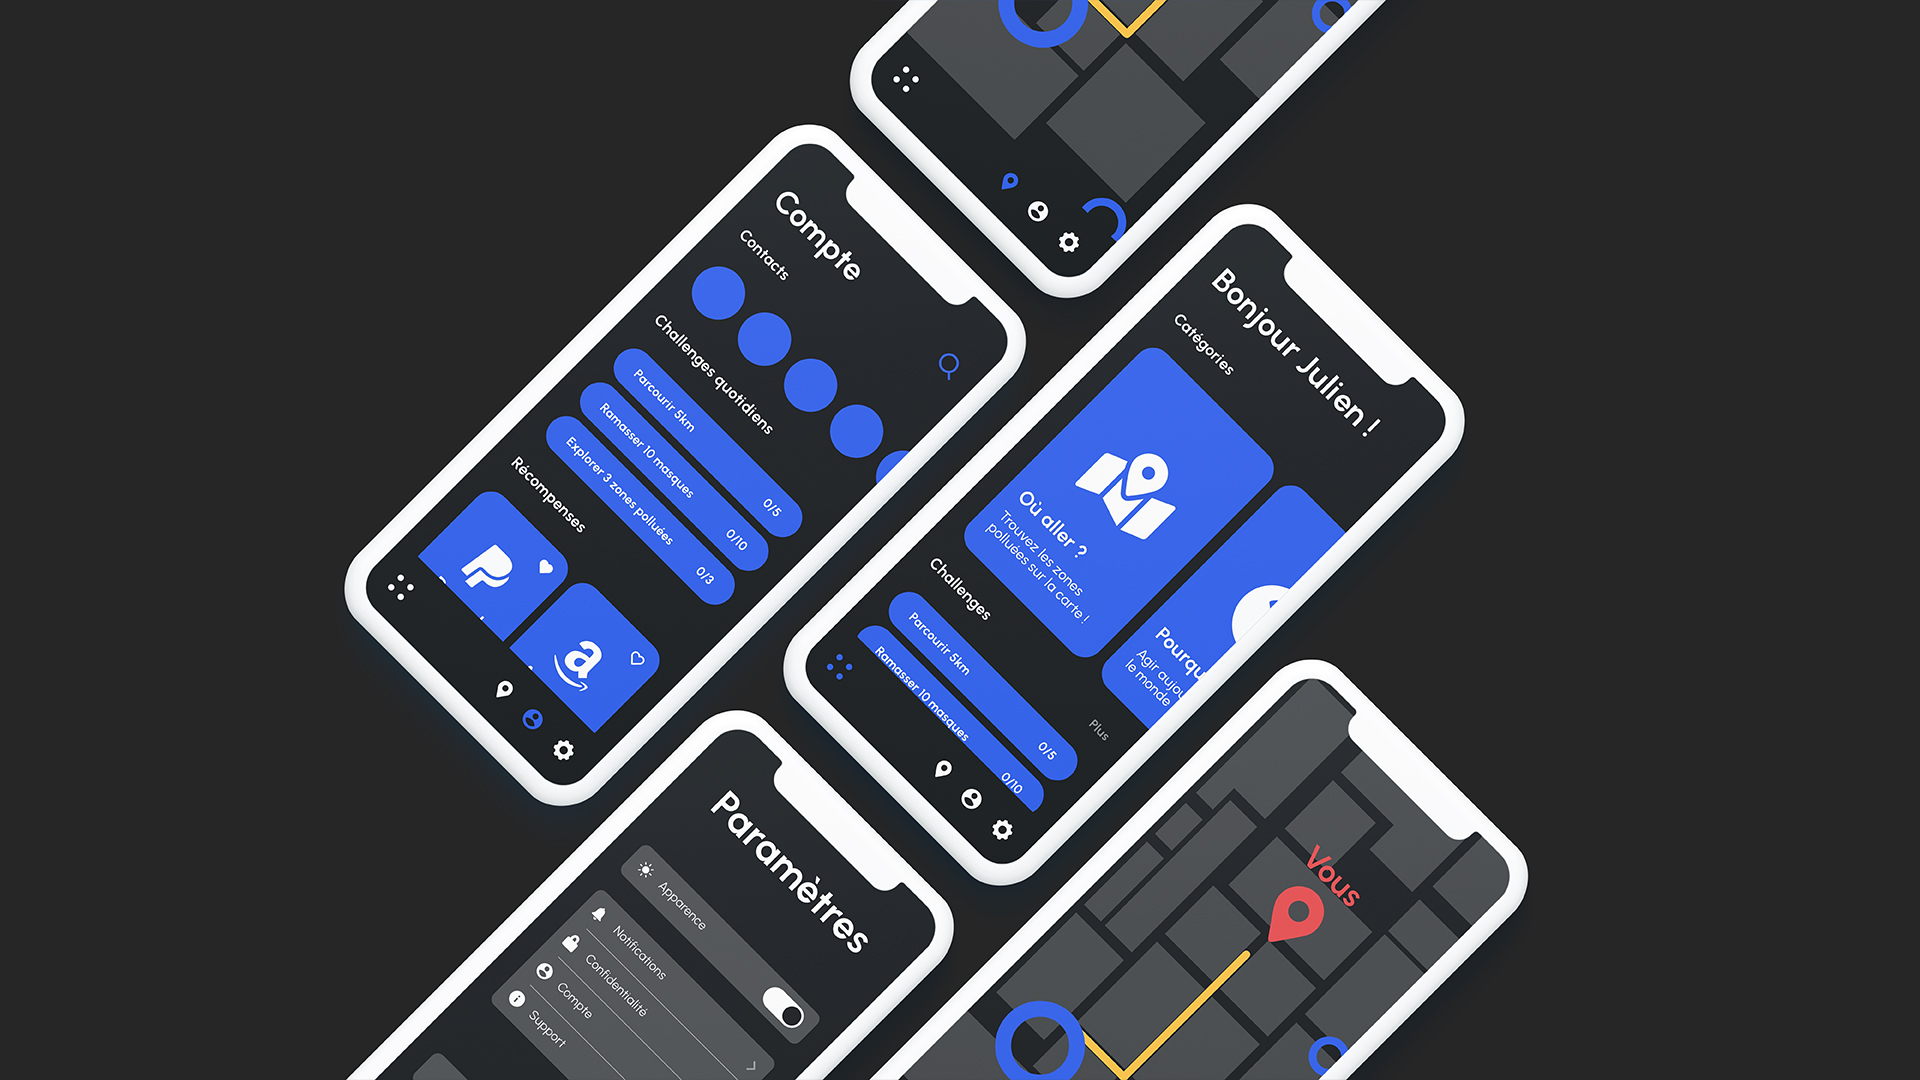 Compte
Contacts
Challenges quotidiens
Parcourir 5km
0/5
Ramasser 10 masques
0/10
Explorer 3 zones polluées
0/3
Récompenses
Bonjour Julien !
Catégories
Où aller ?
Trouvez les zones
polluées sur la carte !
Pourqu
Agir aujou
le monde
Challenges
Plus
Parcourir 5km
0/5
Ramasser 10 masques
0/10
Paramètres
Apparence
Notifications
Confidentialité
Compte
Support
Vous